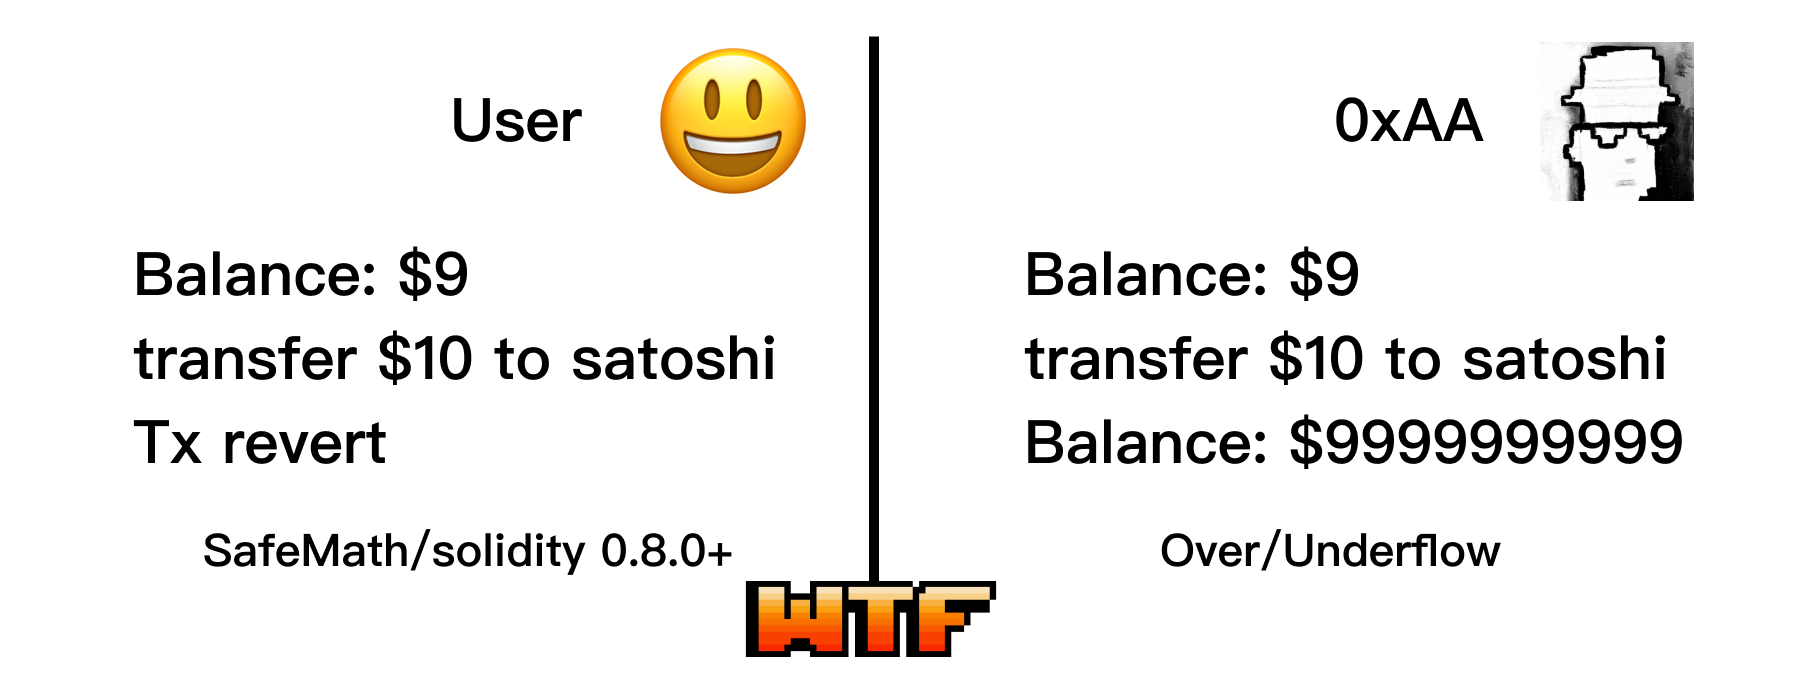 User
Balance: $9
transfer $10 to satoshi
Tx revert
SafeMath/solidity 0.8.0+
0xAA
Balance: $9
transfer $10 to satoshi
Balance: $9999999999
Over/Underflow
WTF